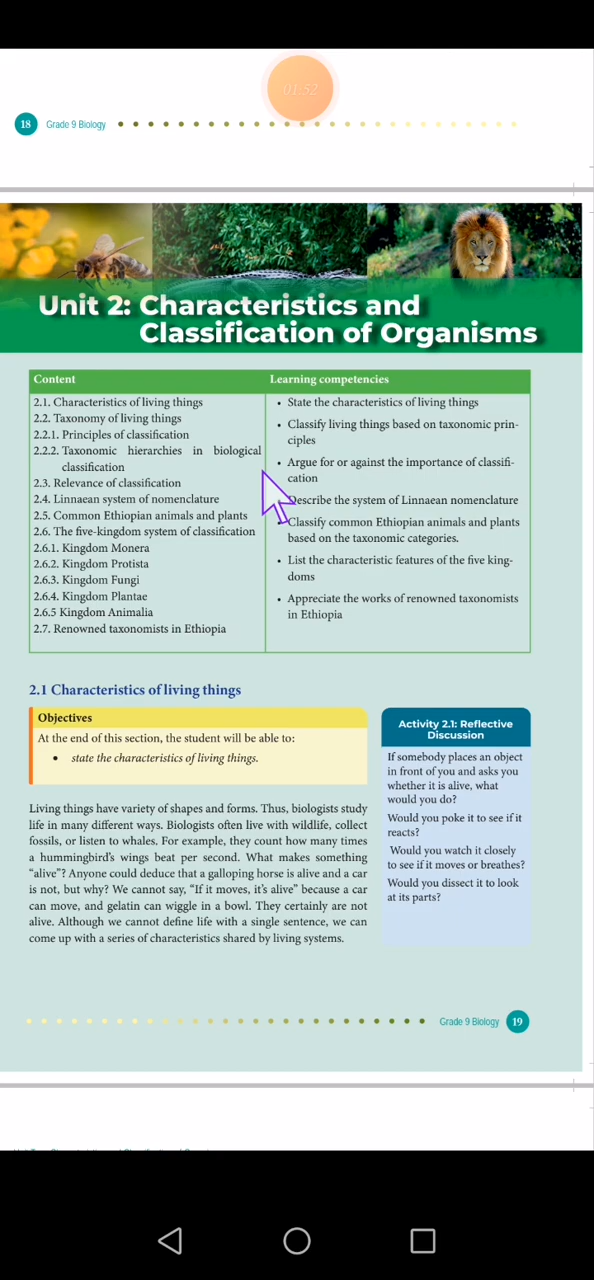 01:52
18 Grade 9 Biology
Unit 2: Characteristics and
Classification of Organisms
Content
2.1. Characteristics of living things
2.2. Taxonomy of living things
2.2.1. Principles of classification
2.2.2. Taxonomic hierarchies in biological
classification
2.3. Relevance of classification
2.4. Linnaean system of nomenclature
2.5. Common Ethiopian animals and plants
2.6. The five-kingdom system of classification
2.6.1. Kingdom Monera
2.6.2. Kingdom Protista
2.6.3. Kingdom Fungi
2.6.4. Kingdom Plantae
2.6.5 Kingdom Animalia
2.7. Renowned taxonomists in Ethiopia
Learning competencies
• State the characteristics of living things
• Classify living things based on taxonomic prin-
ciples
• Argue for or against the importance of classifi-
cation
Describe the system of Linnaean nomenclature
• Classify common Ethiopian animals and plants
based on the taxonomic categories.
• List the characteristic features of the five king-
doms
• Appreciate the works of renowned taxonomists
in Ethiopia
2.1 Characteristics of living things
Objectives
At the end of this section, the student will be able to:
• state the characteristics of living things.
Living things have variety of shapes and forms. Thus, biologists study
life in many different ways. Biologists often live with wildlife, collect
fossils, or listen to whales. For example, they count how many times
a hummingbird's wings beat per second. What makes something
"alive"? Anyone could deduce that a galloping horse is alive and a car
is not, but why? We cannot say, "If it moves, it's alive" because a car
can move, and gelatin can wiggle in a bowl. They certainly are not
alive. Although we cannot define life with a single sentence, we can
come up with a series of characteristics shared by living systems.
Activity 2.1: Reflective
Discussion
If somebody places an object
in front of you and asks you
whether it is alive, what
would you do?
Would you poke it to see if it
reacts?
Would you watch it closely
to see if it moves or breathes?
Would you dissect it to look
at its parts?
Grade 9 Biology 19